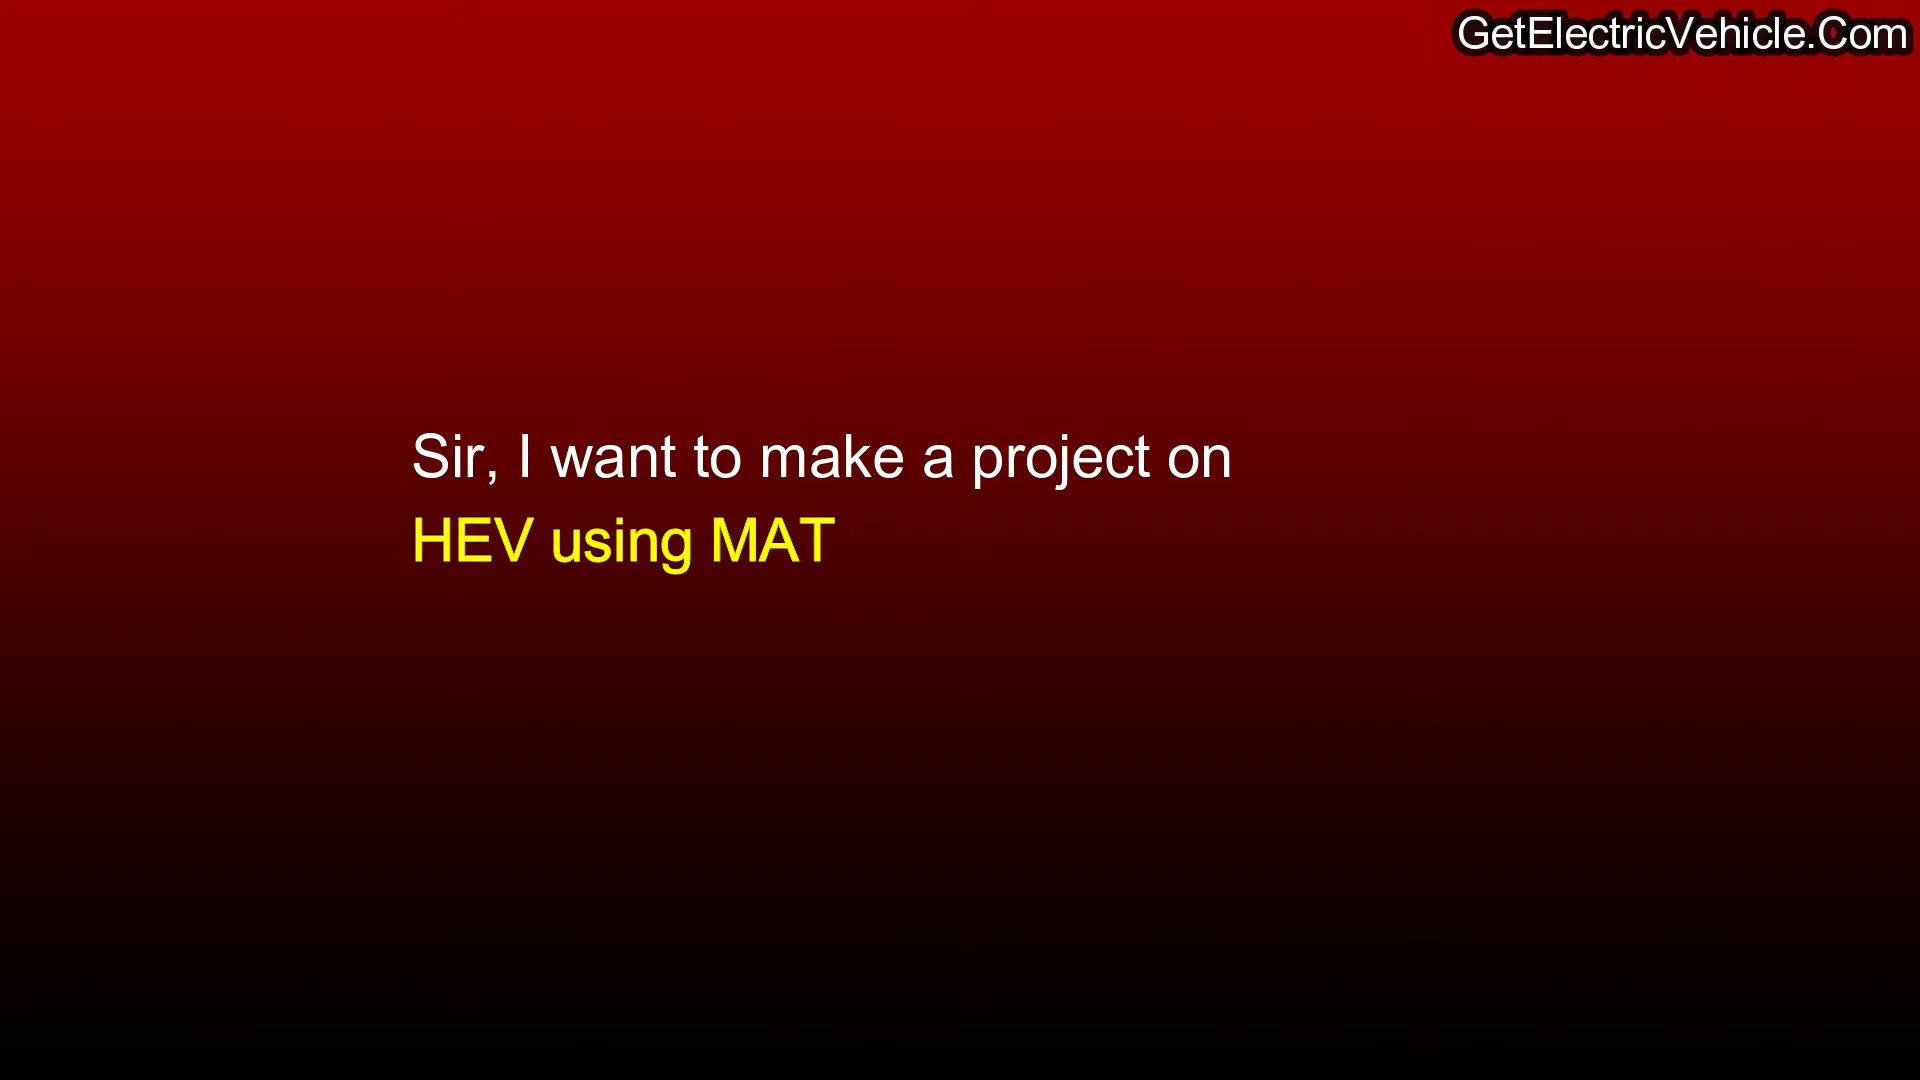 GetElectricVehicle.Com
Sir, I want to make a project on
HEV using MAT